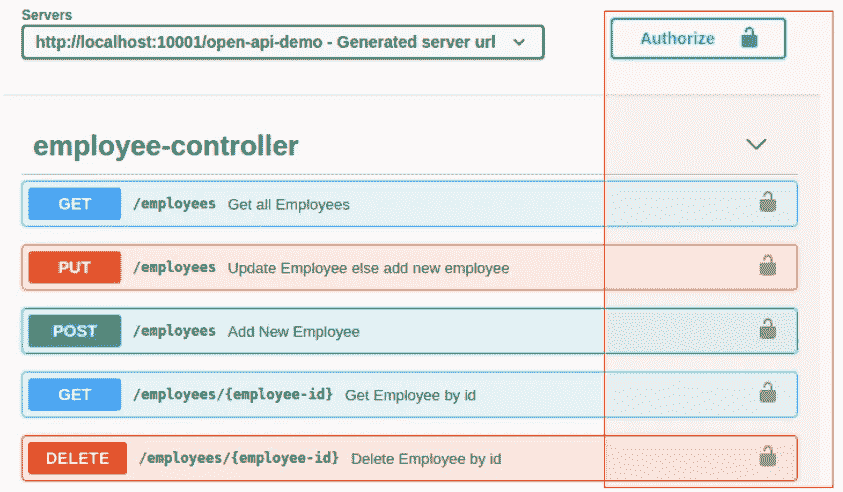 Servers
http://localhost:10001/open-api-demo - Generated server url
Authorize
employee-controller
GET /employees Get all Employees
PUT /employees Update Employee else add new employee
POST /employees Add New Employee
GET /employees/{employee-id} Get Employee by id
DELETE /employees/{employee-id} Delete Employee by id